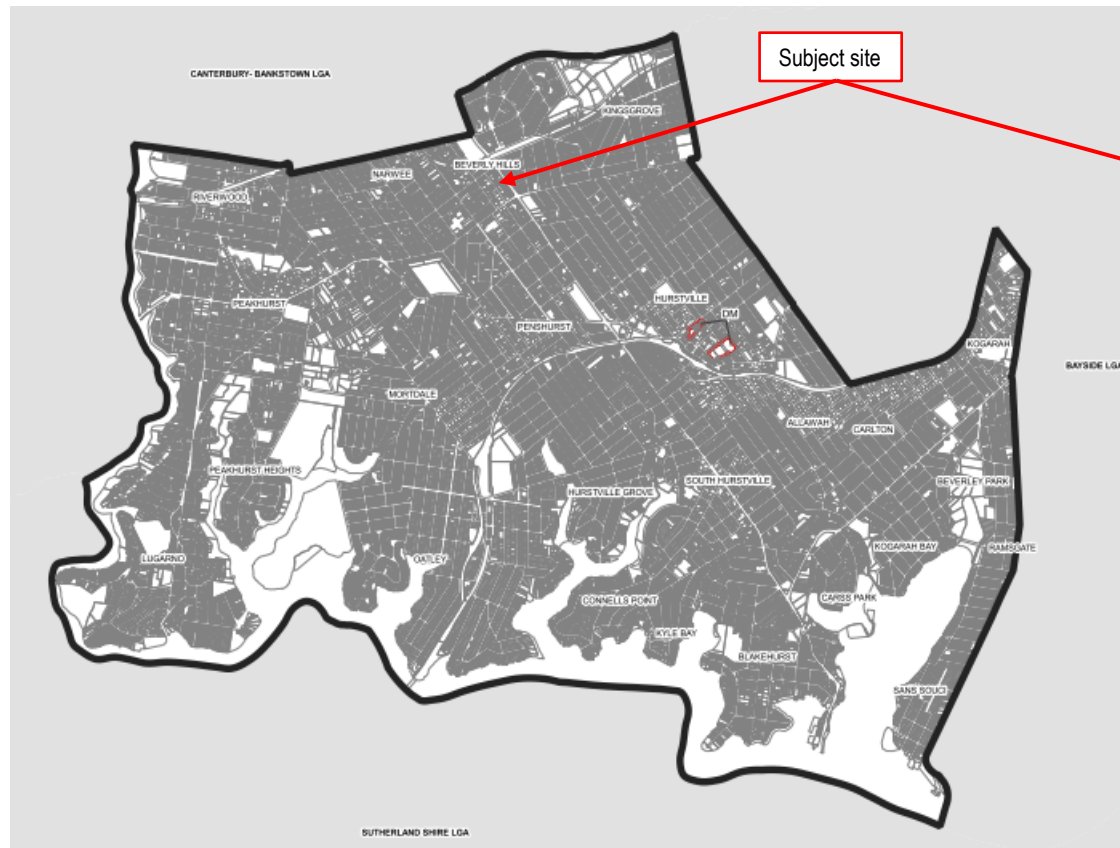 Subject site
CANTERBURY- BANKSTOWN LGA
KINGSGROVE
BEVERLY HILLS
NARWEE
RIVERWOOD
HURSTVILLE
DM
PEAKHURST
PENSHURST
KOGARAH
BAYSIDE LGA
MORTDALE
ALLAWAH
CARLTON
PEAKHURST HEIGHTS
SOUTH HURSTVILLE
BEVERLEY PARK
HURSTVILLE GROVE
KOGARAH BAY
RAMSGATE
LUGARNO
OATLEY
CARSS PARK
CONNELLS POINT
KYLE BAY
BLAKEHURST
SANS SOUCI
SUTHERLAND SHIRE LGA